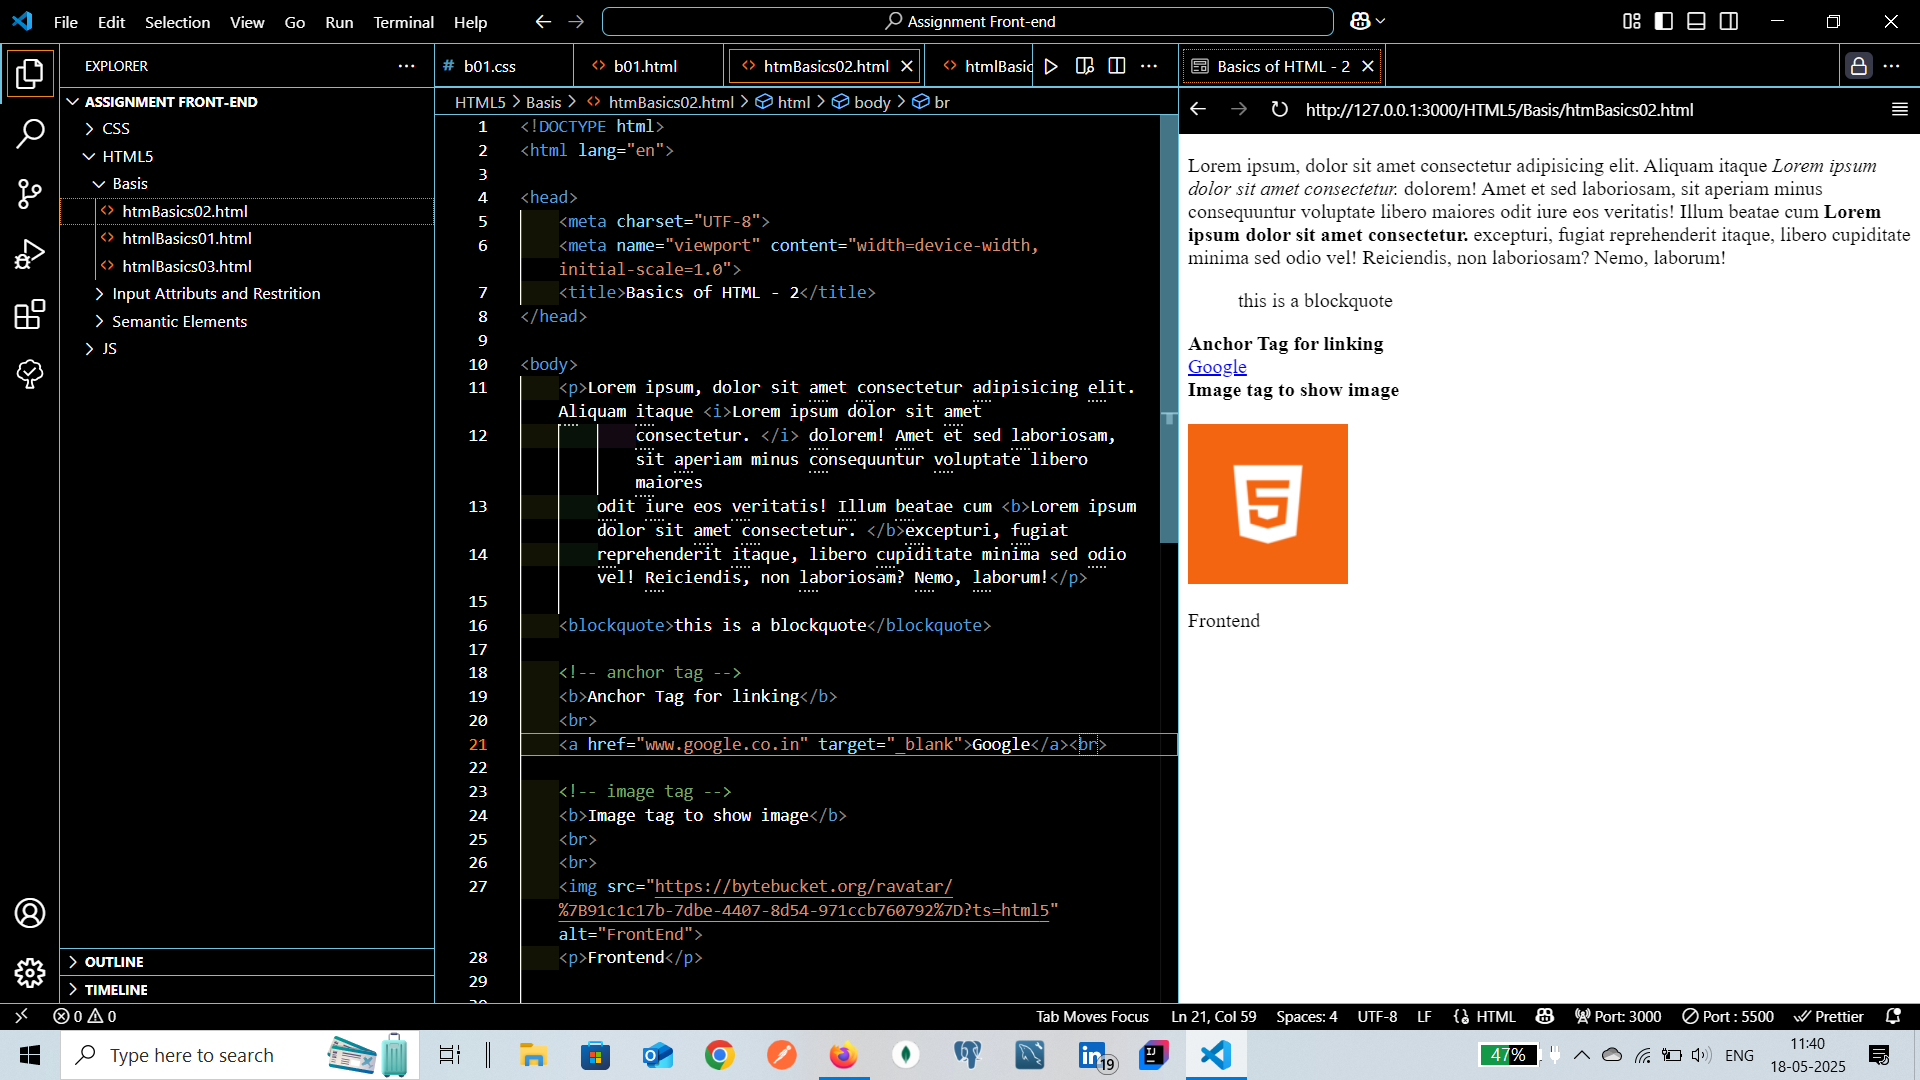 File Edit Selection View Go Run Terminal Help
Assignment Front-end
EXPLORER
ASSIGNMENT FRONT-END
CSS
HTML5
Basis
htmBasics02.html
htmlBasics01.html
htmlBasics03.html
Input Attributs and Restrition
Semantic Elements
JS
OUTLINE
TIMELINE
# b01.css
b01.html
htmBasics02.html
htmlBasic
HTML5 > Basis > htmBasics02.html > html > body > br
1 <!DOCTYPE html>
2 <html lang="en">
3
4 <head>
5 <meta charset="UTF-8">
6 <meta name="viewport" content="width=device-width,
initial-scale=1.0">
7 <title>Basics of HTML - 2</title>
8 </head>
9
10 <body>
11 <p>Lorem ipsum, dolor sit amet consectetur adipisicing elit.
Aliquam itaque <i>Lorem ipsum dolor sit amet
12 consectetur. </i> dolorem! Amet et sed laboriosam,
sit aperiam minus consequuntur voluptate libero
maiores
13 odit iure eos veritatis! Illum beatae cum <b>Lorem ipsum
dolor sit amet consectetur. </b>excepturi, fugiat
14 reprehenderit itaque, libero cupiditate minima sed odio
vel! Reiciendis, non laboriosam? Nemo, laborum!</p>
15
16 <blockquote>this is a blockquote</blockquote>
17
18 <!-- anchor tag -->
19 <b>Anchor Tag for linking</b>
20 <br>
21 <a href="www.google.co.in" target="_blank">Google</a><br>
22
23 <!-- image tag -->
24 <b>Image tag to show image</b>
25 <br>
26 <br>
27 <img src="https://bytebucket.org/ravatar/
%7B91c1c17b-7dbe-4407-8d54-971ccb760792%7D?ts=html5"
alt="FrontEnd">
28 <p>Frontend</p>
29
Basics of HTML - 2
http://127.0.0.1:3000/HTML5/Basis/htmBasics02.html
Lorem ipsum, dolor sit amet consectetur adipisicing elit. Aliquam itaque Lorem ipsum
dolor sit amet consectetur. dolorem! Amet et sed laboriosam, sit aperiam minus
consequuntur voluptate libero maiores odit iure eos veritatis! Illum beatae cum Lorem
ipsum dolor sit amet consectetur. excepturi, fugiat reprehenderit itaque, libero cupiditate
minima sed odio vel! Reiciendis, non laboriosam? Nemo, laborum!
this is a blockquote
Anchor Tag for linking
Google
Image tag to show image
5
Frontend
0 0
Tab Moves Focus
Ln 21, Col 59
Spaces: 4
UTF-8
LF
HTML
Port: 3000
Port : 5500
Prettier
Type here to search
19
47%
ENG
11:40
18-05-2025